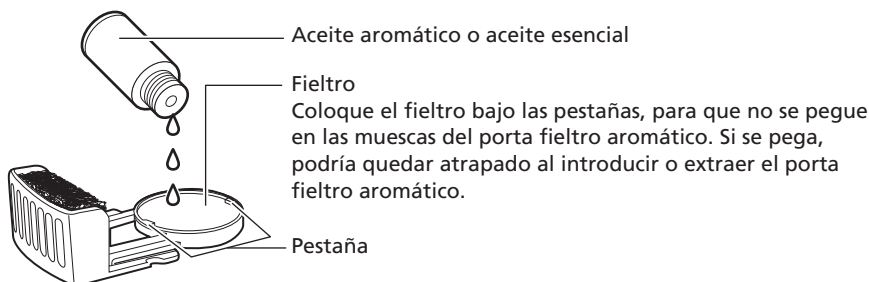 Aceite aromático o aceite esencial
Fieltro
Coloque el fieltro bajo las pestañas, para que no se pegue
en las muescas del porta fieltro aromático. Si se pega,
podría quedar atrapado al introducir o extraer el porta
fieltro aromático.
Pestaña